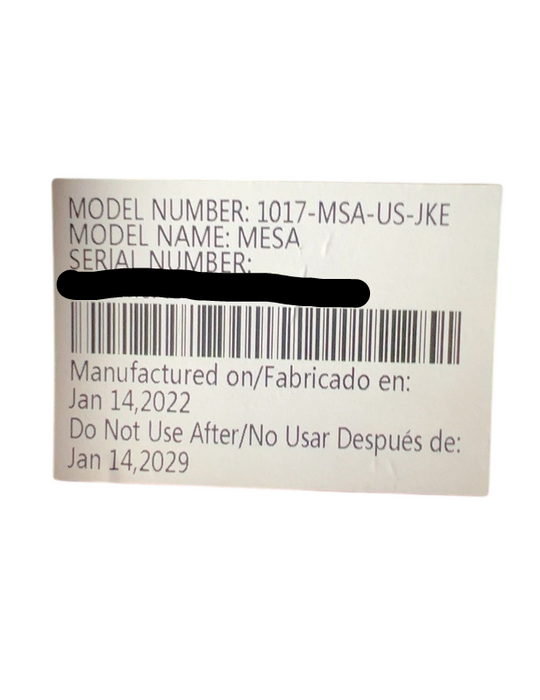 MODEL NUMBER: 1017-MSA-US-JKE
MODEL NAME: MESA
SERIAL NUMBER:
Manufactured on/Fabricado en:
Jan 14,2022
Do Not Use After/No Usar Después de:
Jan 14,2029